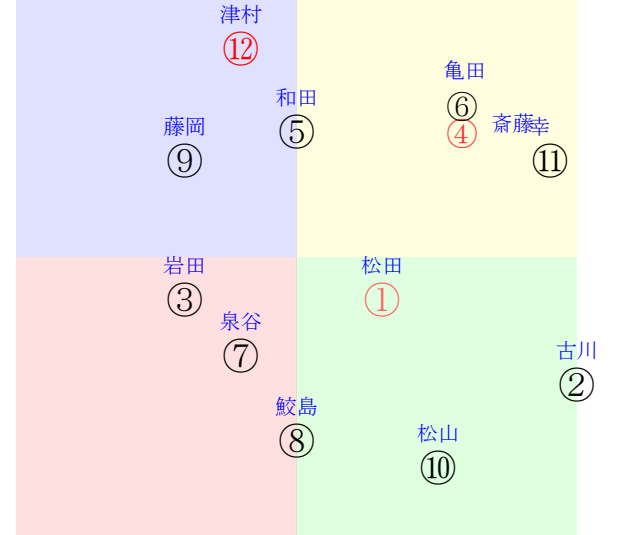 津村
⑫
亀田
和田
⑥
斎藤幸
藤岡
⑤
④
⑨
⑪
岩田
松田
③
①
泉谷
古川
⑦
②
鮫島
松山
⑧
⑩